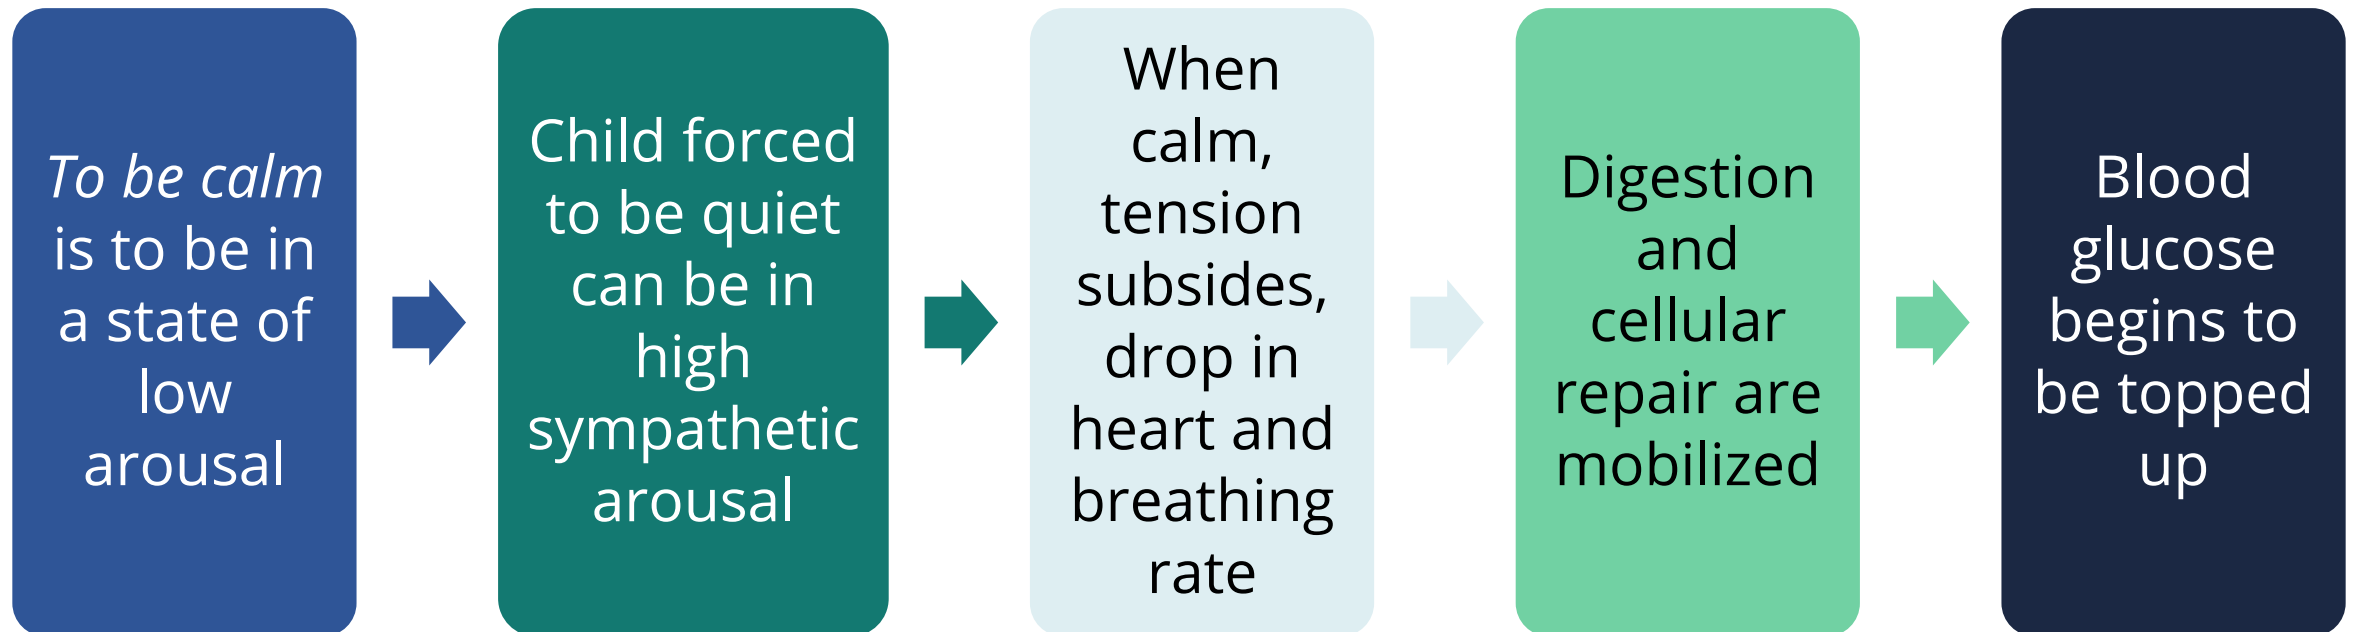 To be calm
is to be in
a state of
low
arousal
Child forced
to be quiet
can be in
high
sympathetic
arousal
When
calm,
tension
subsides,
drop in
heart and
breathing
rate
Digestion
and
cellular
repair are
mobilized
Blood
glucose
begins to
be topped
up